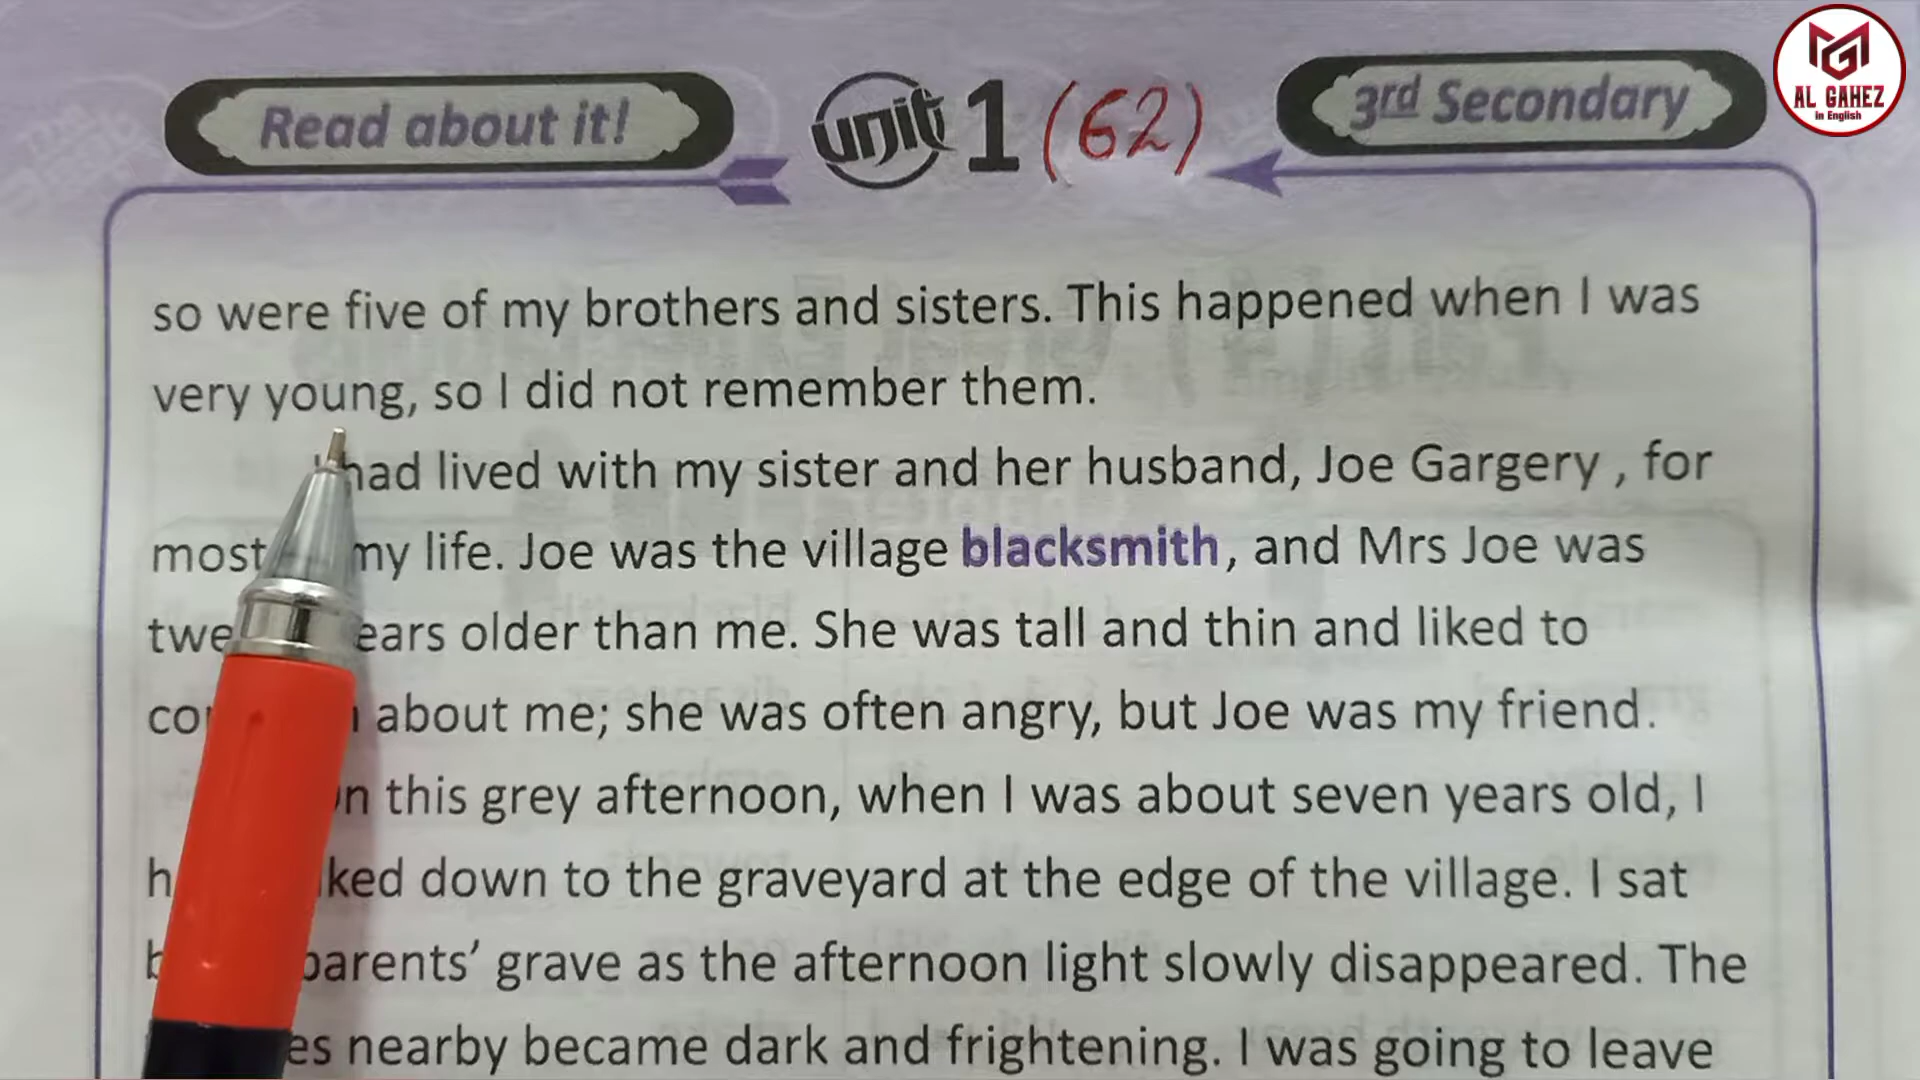 Read about it!
unit 1 (62)
3rd Secondary
AL GAHEZ
in English
so were five of my brothers and sisters. This happened when I was
very young, so I did not remember them.
had lived with my sister and her husband, Joe Gargery , for
most my life. Joe was the village blacksmith, and Mrs Joe was
older than me. She was tall and thin and liked to
about me; she was often angry, but Joe was my friend.
this grey afternoon, when I was about seven years old, I
down to the graveyard at the edge of the village. I sat
parents’ grave as the afternoon light slowly disappeared. The
nearby became dark and frightening. I was going to leave